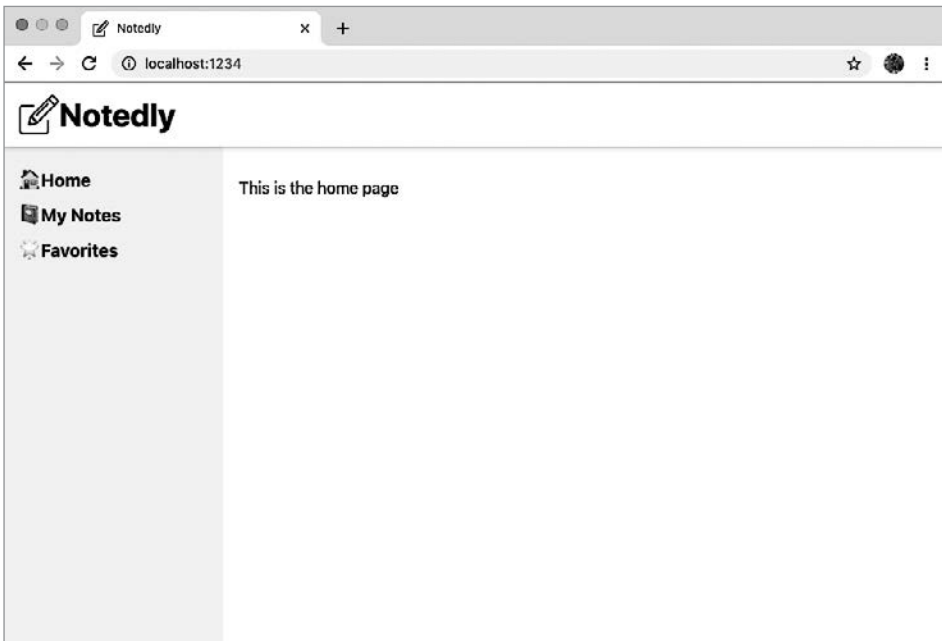 Notedly
localhost:1234
Notedly
Home
My Notes
Favorites
This is the home page